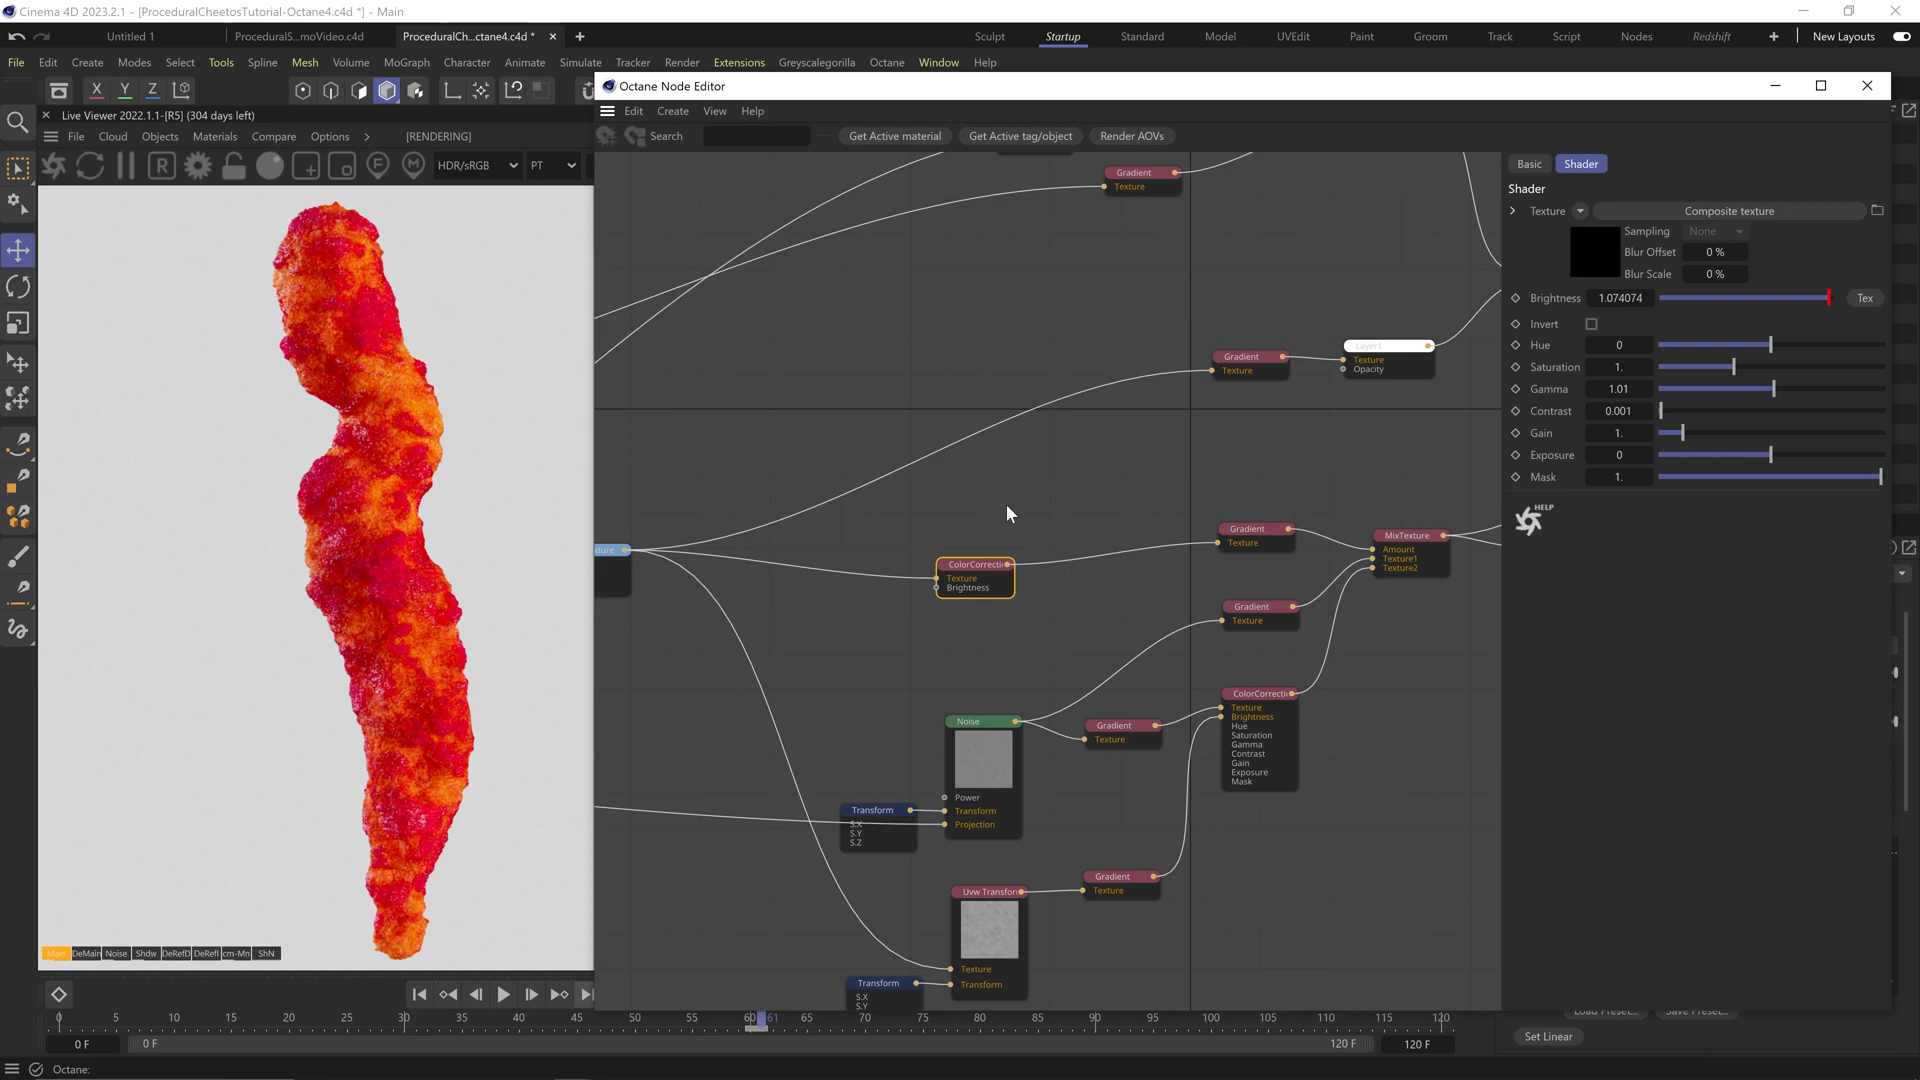 Cinema 4D 2023.2.1 - [ProceduralCheetosTutorial-Octane4.c4d *] - Main
Untitled 1
ProceduralS...moVideo.c4d
ProceduralCh...ctane4.c4d *
Sculpt
Startup
Standard
Model
UVEdit
Paint
Groom
Track
Script
Nodes
Redshift
New Layouts
File Edit Create Modes Select Tools Spline Mesh Volume MoGraph Character Animate Simulate Tracker Render Extensions Greyscalegorilla Octane Window Help
X Y Z
Octane Node Editor
Live Viewer 2022.1.1-[R5] (304 days left)
Edit Create View Help
File Cloud Objects Materials Compare Options > [RENDERING]
Search
Get Active material
Get Active tag/object
Render AOVs
R
P
M
HDR/sRGB
PT
Basic
Shader
Shader
Texture
Composite texture
Sampling None
Blur Offset 0 %
Blur Scale 0 %
Brightness 1.074074 Tex
Invert
Hue 0
Saturation 1.
Gamma 1.01
Contrast 0.001
Gain 1.
Exposure 0
Mask 1.
HELP
Gradient
Texture
Gradient
Texture
Layer1
Texture
Opacity
xture
ColorCorrecti
Texture
Brightness
Gradient
Texture
MixTexture
Amount
Texture1
Texture2
Gradient
Texture
ColorCorrecti
Texture
Brightness
Hue
Saturation
Gamma
Contrast
Gain
Exposure
Mask
Noise
Power
Transform
Projection
Gradient
Texture
Transform
S.X
S.Y
S.Z
Uvw Transfor
Texture
Transform
Gradient
Texture
Transform
S.X
S.Y
Main DeMain Noise Shdw DeRefD DeRefl cm-Mn ShN
0 5 10 15 20 25 30 35 40 45 50 55 60 61 65 70 75 80 85 90 95 100 105 110 115 120
0 F
0 F
120 F
120 F
Load Preset...
Save Preset...
Set Linear
Octane: